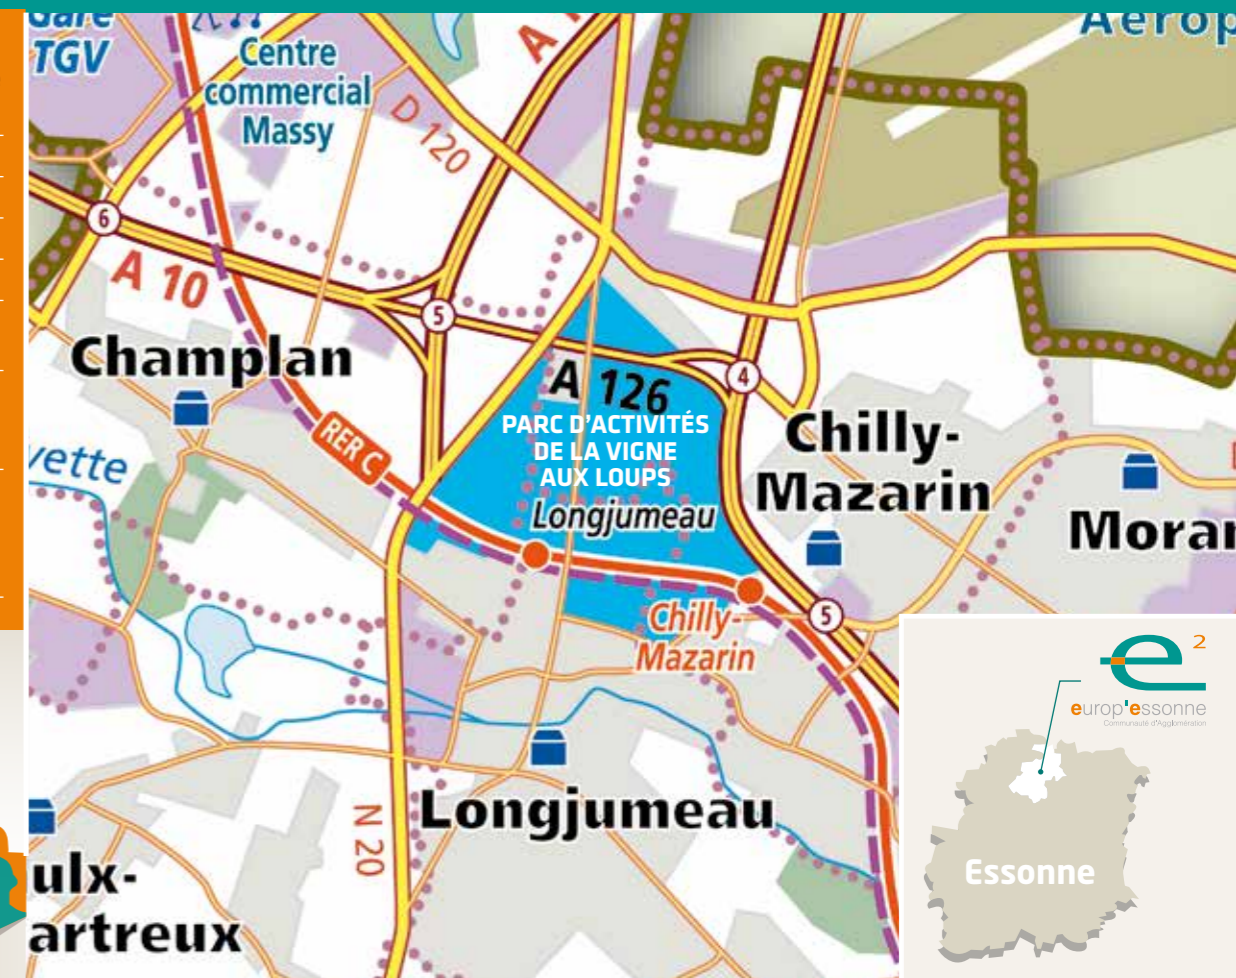 Gare
TGV
Centre
commercial
Massy
D 120
A 1
Aérop
6
A 10
5
4
Champlan
RER C
A 126
PARC D'ACTIVITÉS
DE LA VIGNE
AUX LOUPS
Longjumeau
Chilly-
Mazarin
vette
Moran
Chilly-
Mazarin
5
N 20
Longjumeau
ulx-
artreux
e 2
europ'essonne
Communauté d'Agglomération
Essonne